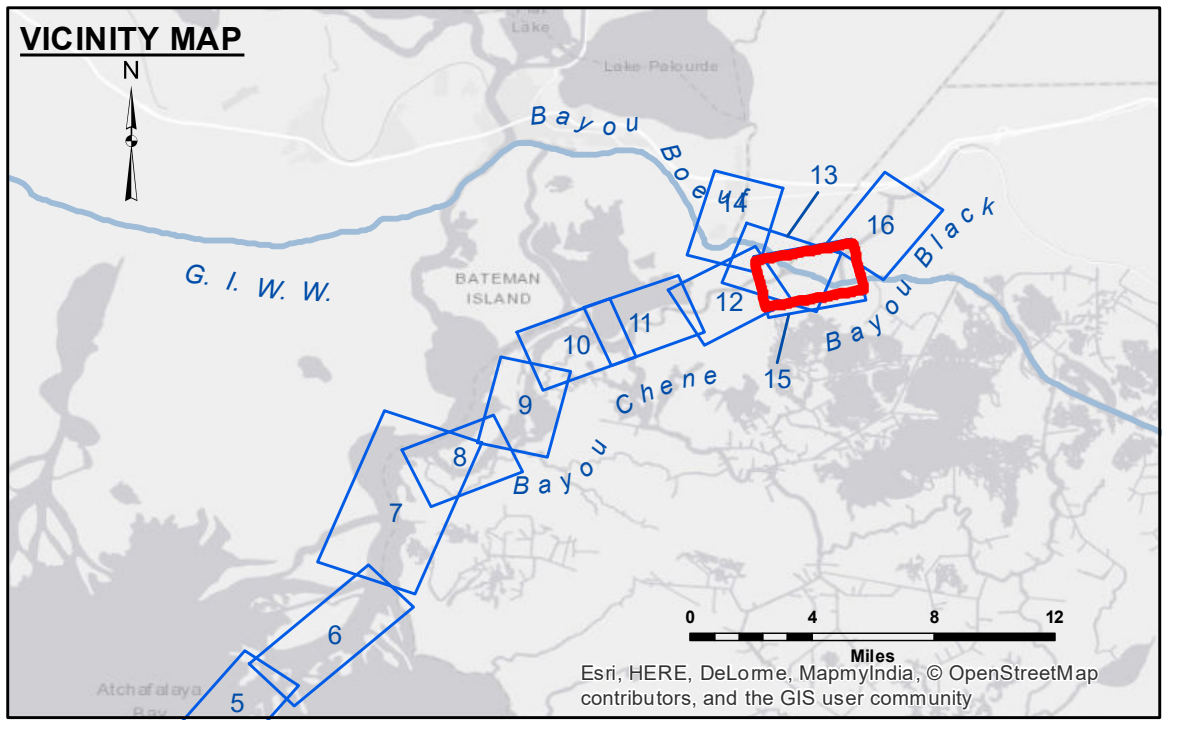 VICINITY MAP
N
Lake
Lake Palourde
Bayou
Boeuf
13
14
16
Bayou Black
G. I. W. W.
BATEMAN
ISLAND
12
11
10
15
Chene
9
8
Bayou
7
6
5
Atchafalaya
Bay
0 4 8 12
Miles
Esri, HERE, DeLorme, MapmyIndia, © OpenStreetMap
contributors, and the GIS user community